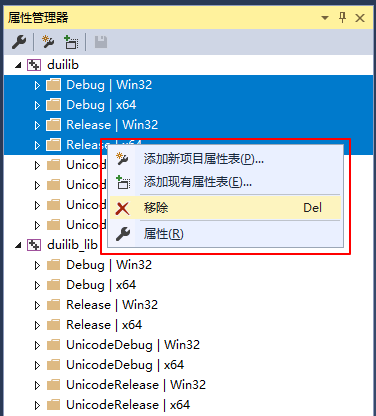 属性管理器
duilib
Debug | Win32
Debug | x64
Release | Win32
Release | x64
添加新项目属性表(P)...
Unicod
添加现有属性表(E)...
Unicod
移除 Del
Unicod
属性(R)
Unicod
duilib_lib
Debug | Win32
Debug | x64
Release | Win32
Release | x64
UnicodeDebug | Win32
UnicodeDebug | x64
UnicodeRelease | Win32
UnicodeRelease | x64